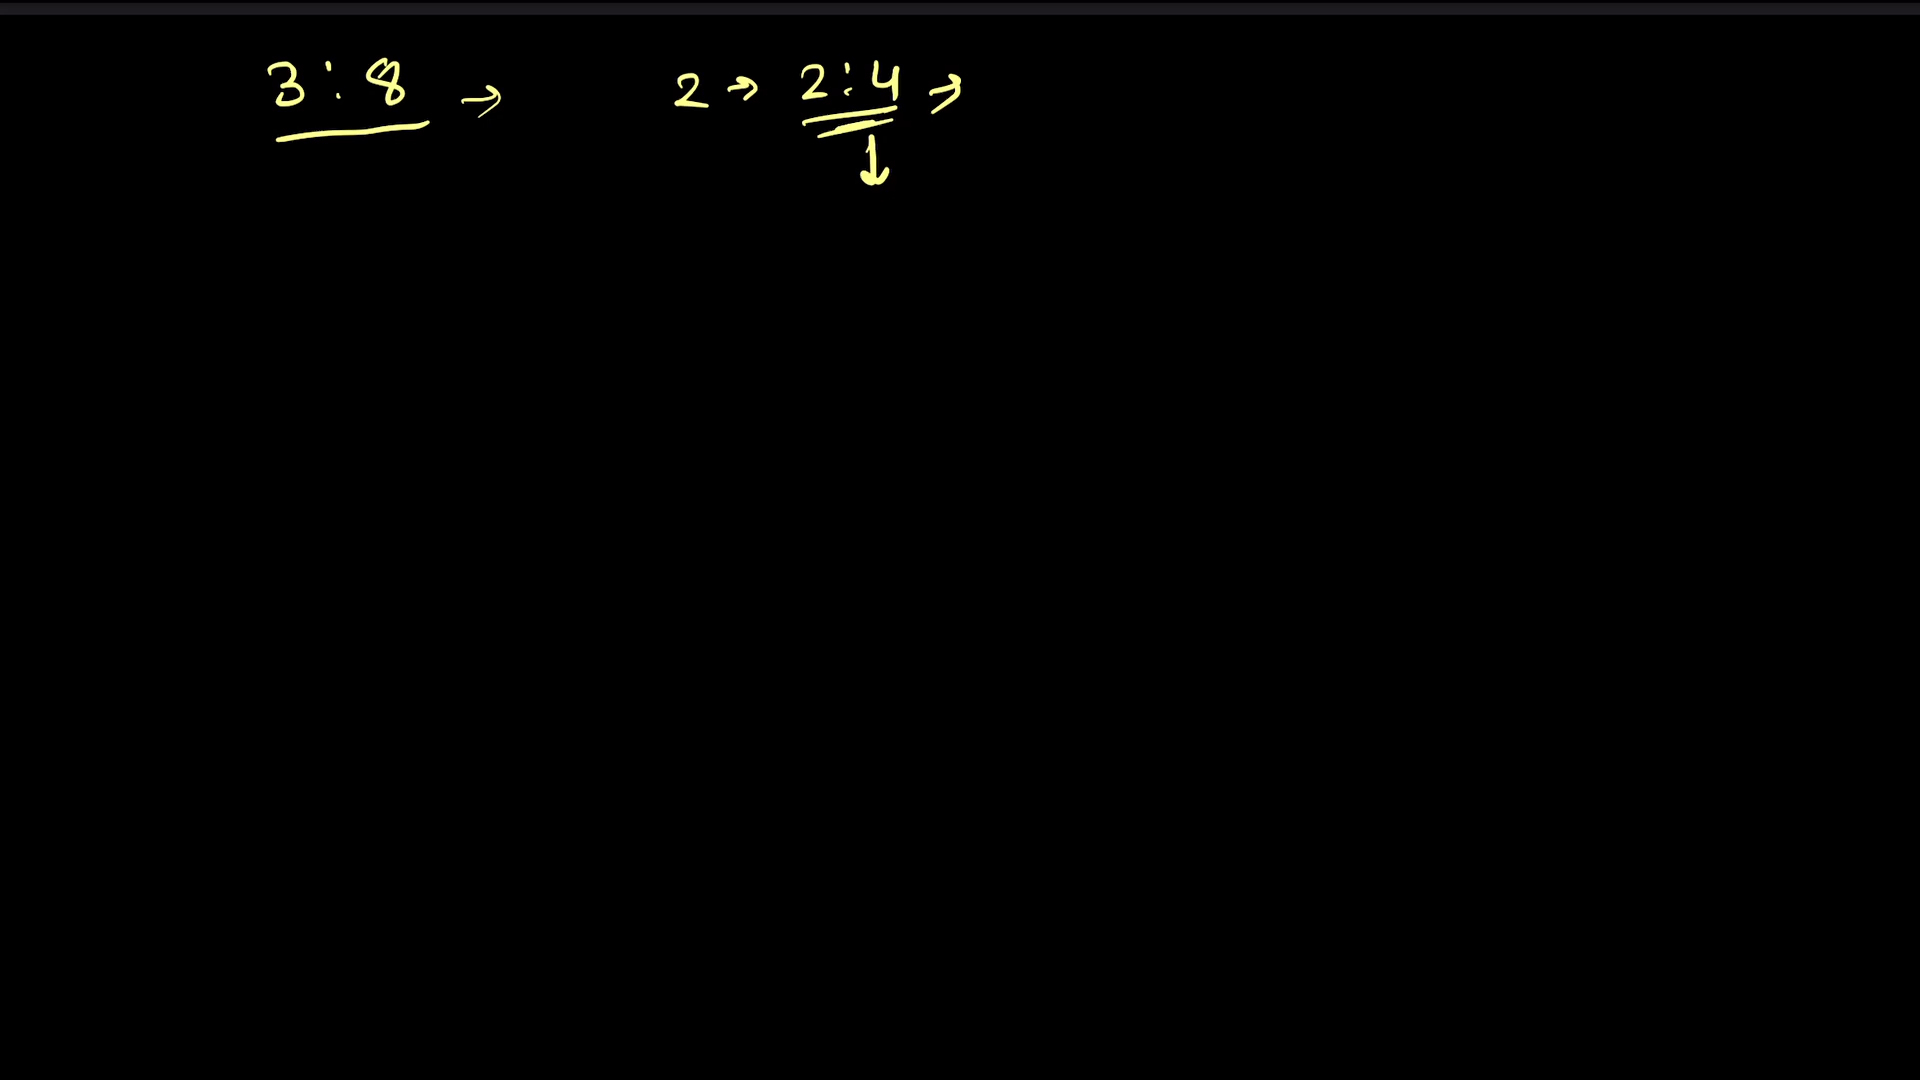 3:8 → 2 → 2:4 →
↓